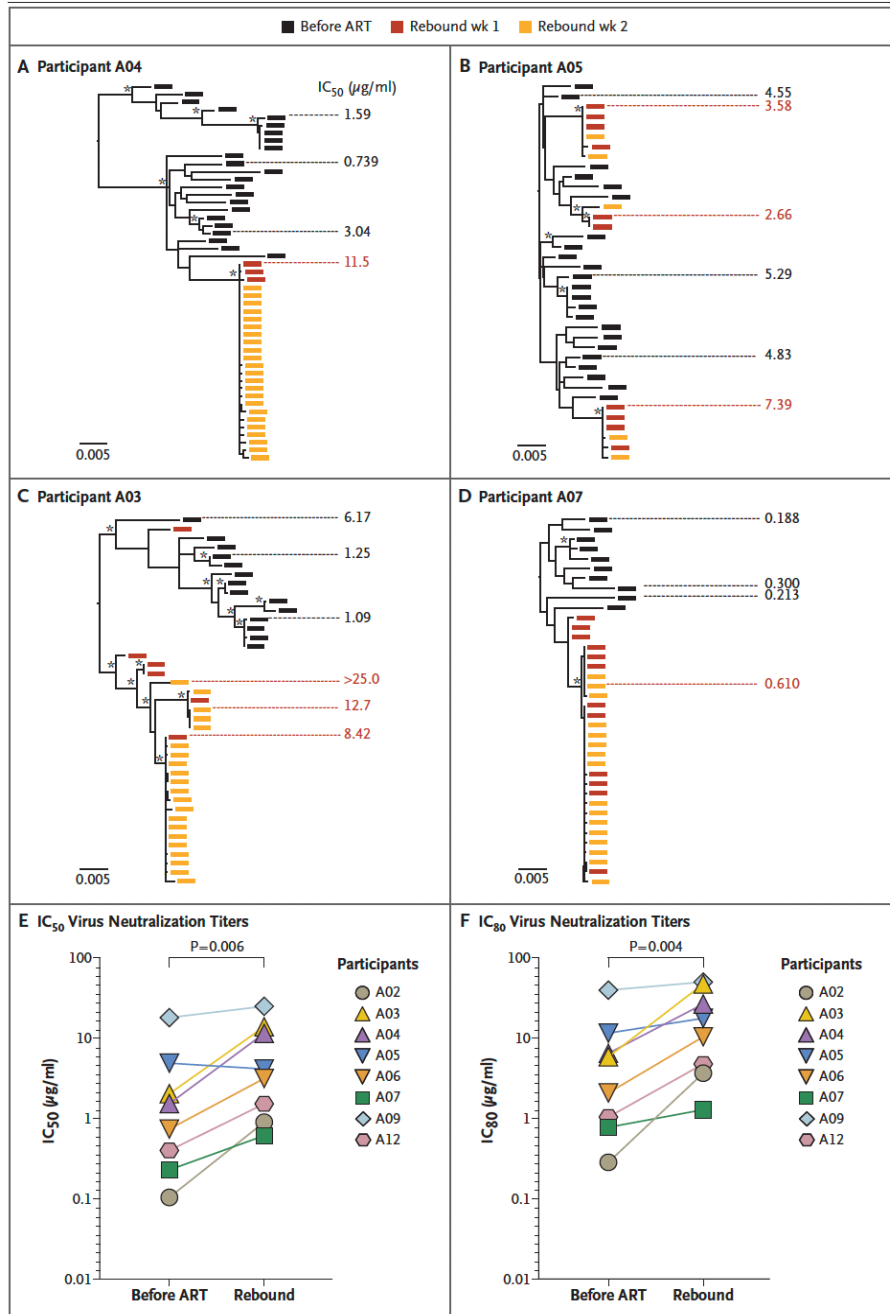 Before ART Rebound wk 1 Rebound wk 2
A Participant A04
IC50 (µg/ml)
*
*
*
1.59
0.739
*
*
3.04
*
11.5
0.005
B Participant A05
4.55
*
3.58
*
*
2.66
*
5.29
*
4.83
7.39
*
0.005
C Participant A03
6.17
*
*
1.25
*
*
*
*
1.09
*
*
*
>25.0
*
*
12.7
8.42
*
0.005
D Participant A07
0.188
*
0.300
0.213
*
0.610
0.005
E IC50 Virus Neutralization Titers
P=0.006
100
10
1
0.1
0.01
IC50 (µg/ml)
Before ART Rebound
Participants
A02
A03
A04
A05
A06
A07
A09
A12
F IC80 Virus Neutralization Titers
P=0.004
100
10
1
0.1
0.01
IC80 (µg/ml)
Before ART Rebound
Participants
A02
A03
A04
A05
A06
A07
A09
A12